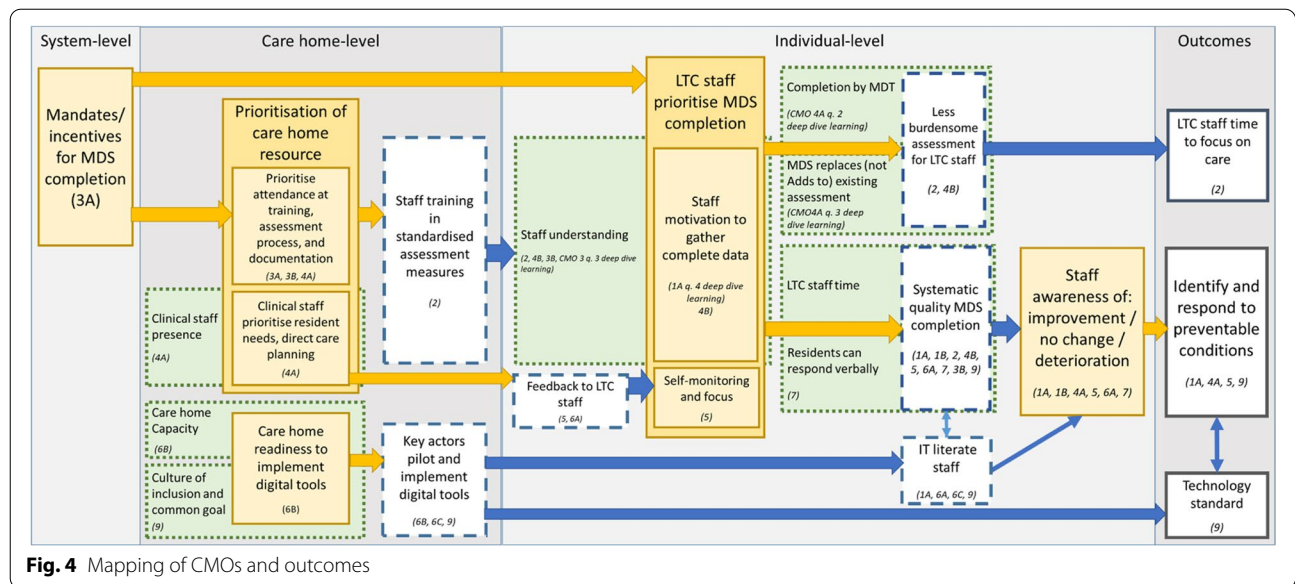 System-level
Care home-level
Individual-level
Outcomes
Mandates/
incentives
for MDS
completion
(3A)
Prioritisation of
care home
resource
Prioritise
attendance at
training,
assessment
process, and
documentation
(3A, 3B, 4A)
Clinical staff
presence
(4A)
Clinical staff
prioritise resident
needs, direct care
planning
(4A)
Care home
Capacity
(6B)
Culture of
inclusion and
common goal
(9)
Care home
readiness to
implement
digital tools
(6B)
Staff training
in
standardised
assessment
measures
(2)
Key actors
pilot and
implement
digital tools
(6B, 6C, 9)
Staff understanding
(2, 4B, 3B, CMO 3 q. 3 deep dive
learning)
Feedback to LTC
staff
(5, 6A)
LTC staff
prioritise MDS
completion
Staff
motivation to
gather
complete data
(1A q. 4 deep dive
learning)
4B)
Self-monitoring
and focus
(5)
Completion by MDT
(CMO 4A q. 2
deep dive learning)
MDS replaces (not
Adds to) existing
assessment
(CMO4A q. 3 deep
dive learning)
Less
burdensome
assessment
for LTC staff
(2, 4B)
LTC staff time
Residents can
respond verbally
(7)
Systematic
quality MDS
completion
(1A, 1B, 2, 4B,
5, 6A, 7, 3B, 9)
IT literate
staff
(1A, 6A, 6C, 9)
Staff
awareness of:
improvement /
no change /
deterioration
(1A, 1B, 4A, 5, 6A, 7)
LTC staff time
to focus on
care
(2)
Identify and
respond to
preventable
conditions
(1A, 4A, 5, 9)
Technology
standard
(9)
Fig. 4 Mapping of CMOs and outcomes